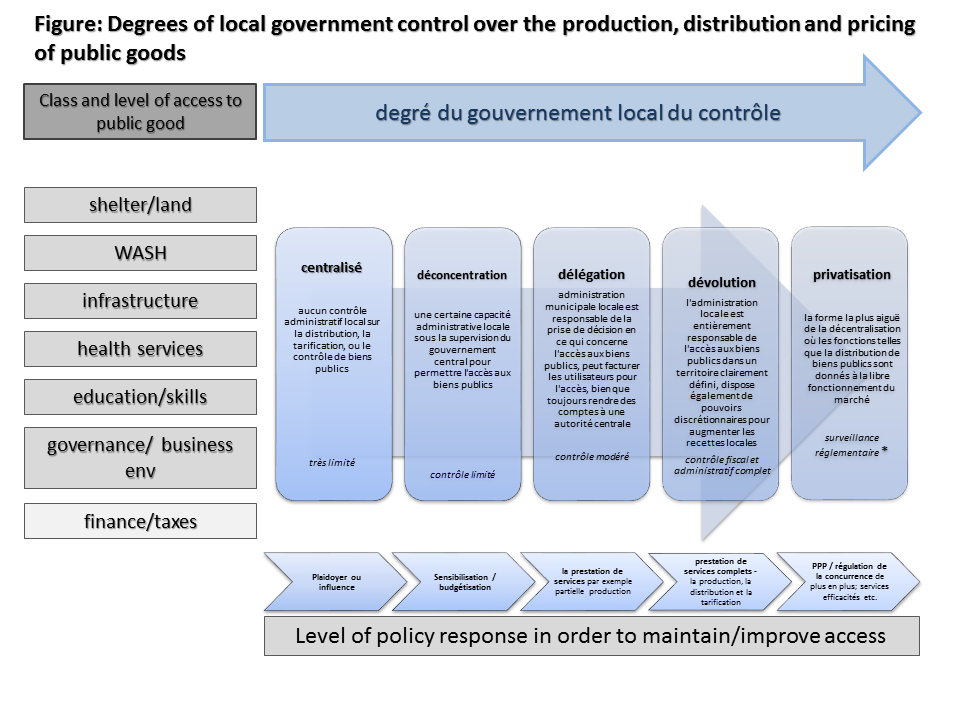 Figure: Degrees of local government control over the production, distribution and pricing
of public goods
Class and level of access to
public good
degré du gouvernement local du contrôle
shelter/land
WASH
infrastructure
health services
education/skills
governance/ business
env
finance/taxes
centralisé
aucun contrôle
administratif local sur
la distribution, la
tarification, ou le
contrôle de biens
publics
très limité
déconcentration
une certaine capacité
administrative locale
sous la supervision du
gouvernement
central pour
permettre l'accès aux
biens publics
contrôle limité
délégation
administration
municipale locale est
responsable de la
prise de décision en
ce qui concerne
l'accès aux biens
publics, peut facturer
les utilisateurs pour
l'accès, bien que
toujours rendre des
comptes à une
autorité centrale
contrôle modéré
dévolution
l'administration
locale est
entièrement
responsable de
l'accès aux biens
publics dans un
territoire clairement
défini, dispose
également de
pouvoirs
discrétionnaires pour
augmenter les
recettes locales
contrôle fiscal et
administratif complet
privatisation
la forme la plus aiguë
de la décentralisation
où les fonctions telles
que la distribution de
biens publics sont
donnés à la libre
fonctionnement du
marché
surveillance
réglementaire *
Plaidoyer ou
influence
Sensibilisation /
budgétisation
la prestation de
services par exemple
partielle production
prestation de
services complets -
la production, la
distribution et la
tarification
PPP / régulation de
la concurrence de
plus en plus; services
efficacités etc.
Level of policy response in order to maintain/improve access